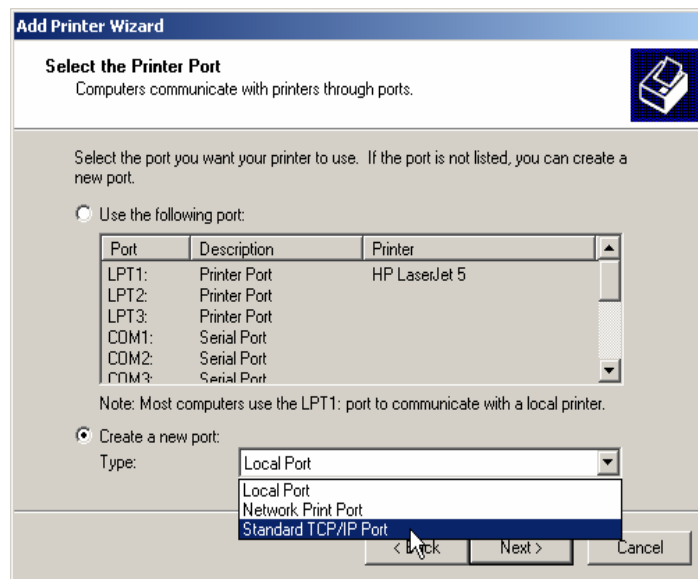 Add Printer Wizard
Select the Printer Port
Computers communicate with printers through ports.
Select the port you want your printer to use. If the port is not listed, you can create a
new port.
Use the following port:
Port Description Printer
LPT1: Printer Port HP LaserJet 5
LPT2: Printer Port
LPT3: Printer Port
COM1: Serial Port
COM2: Serial Port
COM3: Serial Port
Note: Most computers use the LPT1: port to communicate with a local printer.
Create a new port:
Type: Local Port
Local Port
Network Print Port
Standard TCP/IP Port
< Back Next > Cancel